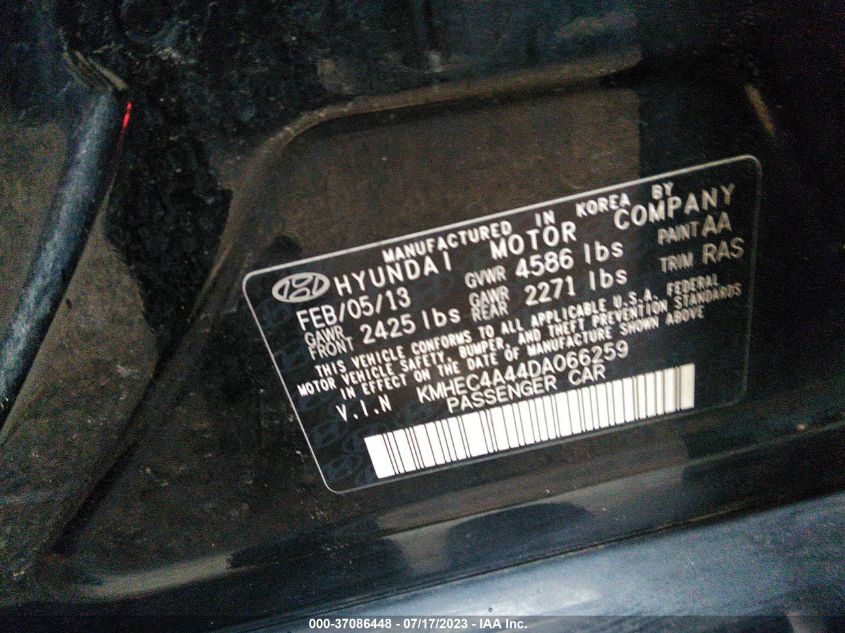 MANUFACTURED IN KOREA BY
HYUNDAI MOTOR COMPANY
FEB/05/13 GVWR 4586 lbs PAINT AA
GAWR FRONT 2425 lbs GAWR REAR 2271 lbs TRIM RAS
THIS VEHICLE CONFORMS TO ALL APPLICABLE U.S.A. FEDERAL
MOTOR VEHICLE SAFETY, BUMPER, AND THEFT PREVENTION STANDARDS
IN EFFECT ON THE DATE OF MANUFACTURE SHOWN ABOVE
V.I.N KMHEC4A44DA066259
PASSENGER CAR
000-37086448 - 07/17/2023 - IAA Inc.